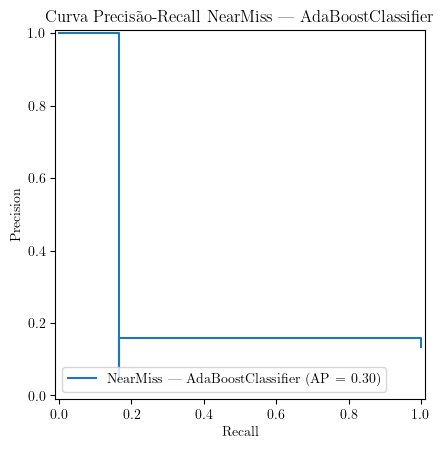 Curva Precisão-Recall NearMiss — AdaBoostClassifier
1.0
0.8
0.6
0.4
0.2
0.0
Precision
NearMiss — AdaBoostClassifier (AP = 0.30)
0.0 0.2 0.4 0.6 0.8 1.0
Recall